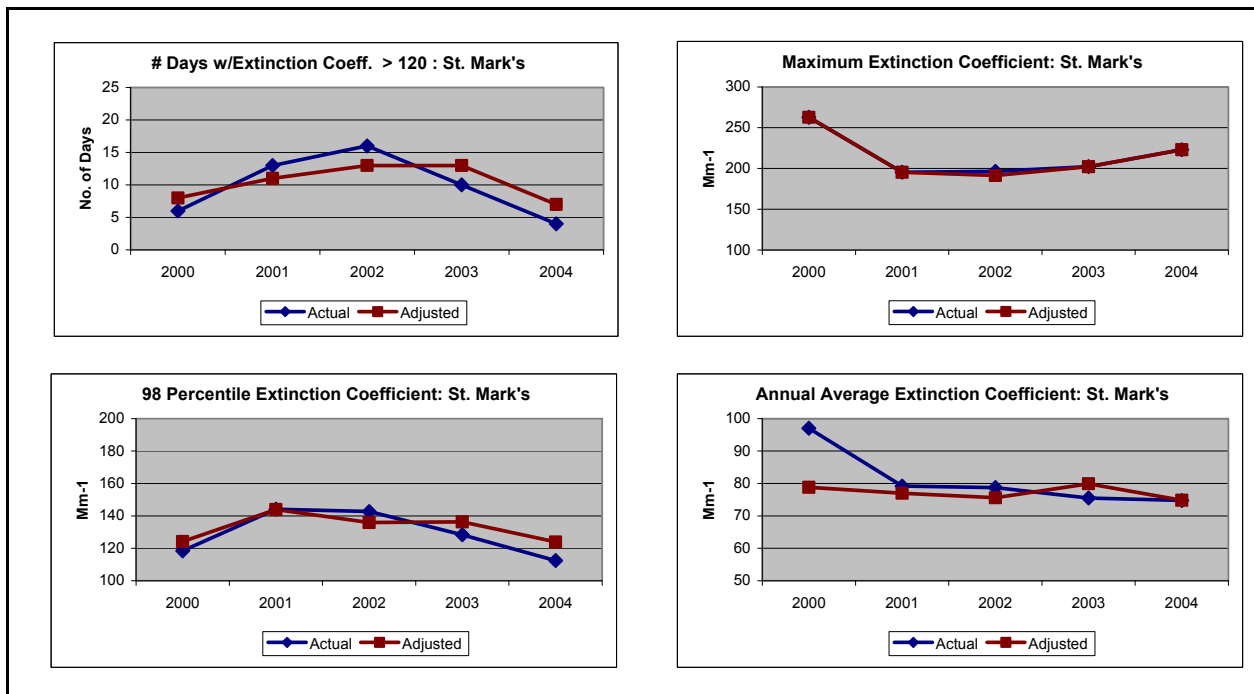 # Days w/Extinction Coeff. > 120 : St. Mark's
25
20
15
10
5
0
No. of Days
2000 2001 2002 2003 2004
Actual Adjusted
Maximum Extinction Coefficient: St. Mark's
300
250
200
150
100
Mm-1
2000 2001 2002 2003 2004
Actual Adjusted
98 Percentile Extinction Coefficient: St. Mark's
200
180
160
140
120
100
Mm-1
2000 2001 2002 2003 2004
Actual Adjusted
Annual Average Extinction Coefficient: St. Mark's
100
90
80
70
60
50
Mm-1
2000 2001 2002 2003 2004
Actual Adjusted